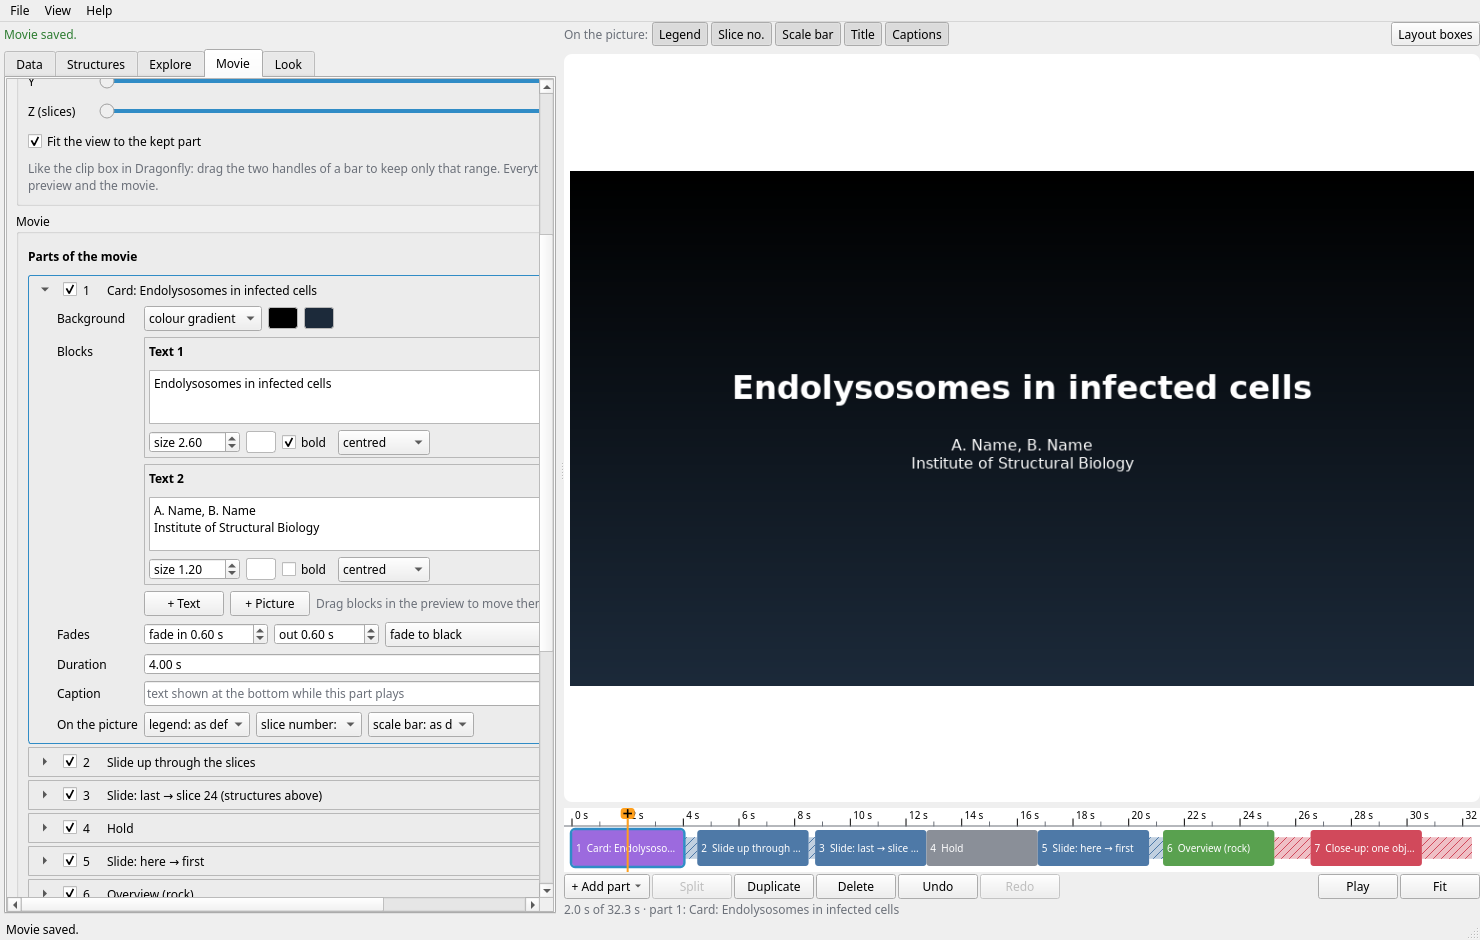 File View Help
Movie saved.
Data Structures Explore Movie Look
Y
Z (slices)
Fit the view to the kept part
Like the clip box in Dragonfly: drag the two handles of a bar to keep only that range. Everyt
preview and the movie.
Movie
Parts of the movie
1 Card: Endolysosomes in infected cells
Background colour gradient
Blocks Text 1
Endolysosomes in infected cells
size 2.60 bold centred
Text 2
A. Name, B. Name
Institute of Structural Biology
size 1.20 bold centred
+ Text + Picture Drag blocks in the preview to move ther
Fades fade in 0.60 s out 0.60 s fade to black
Duration 4.00 s
Caption text shown at the bottom while this part plays
On the picture legend: as def slice number: scale bar: as d
2 Slide up through the slices
3 Slide: last → slice 24 (structures above)
4 Hold
5 Slide: here → first
6 Overview (rock)
Movie saved.
On the picture: Legend Slice no. Scale bar Title Captions Layout boxes
Endolysosomes in infected cells
A. Name, B. Name
Institute of Structural Biology
0 s 2 s 4 s 6 s 8 s 10 s 12 s 14 s 16 s 18 s 20 s 22 s 24 s 26 s 28 s 30 s 32
1 Card: Endolysoso... 2 Slide up through ... 3 Slide: last → slice ... 4 Hold 5 Slide: here → first 6 Overview (rock) 7 Close-up: one obj...
+ Add part Split Duplicate Delete Undo Redo Play Fit
2.0 s of 32.3 s · part 1: Card: Endolysosomes in infected cells